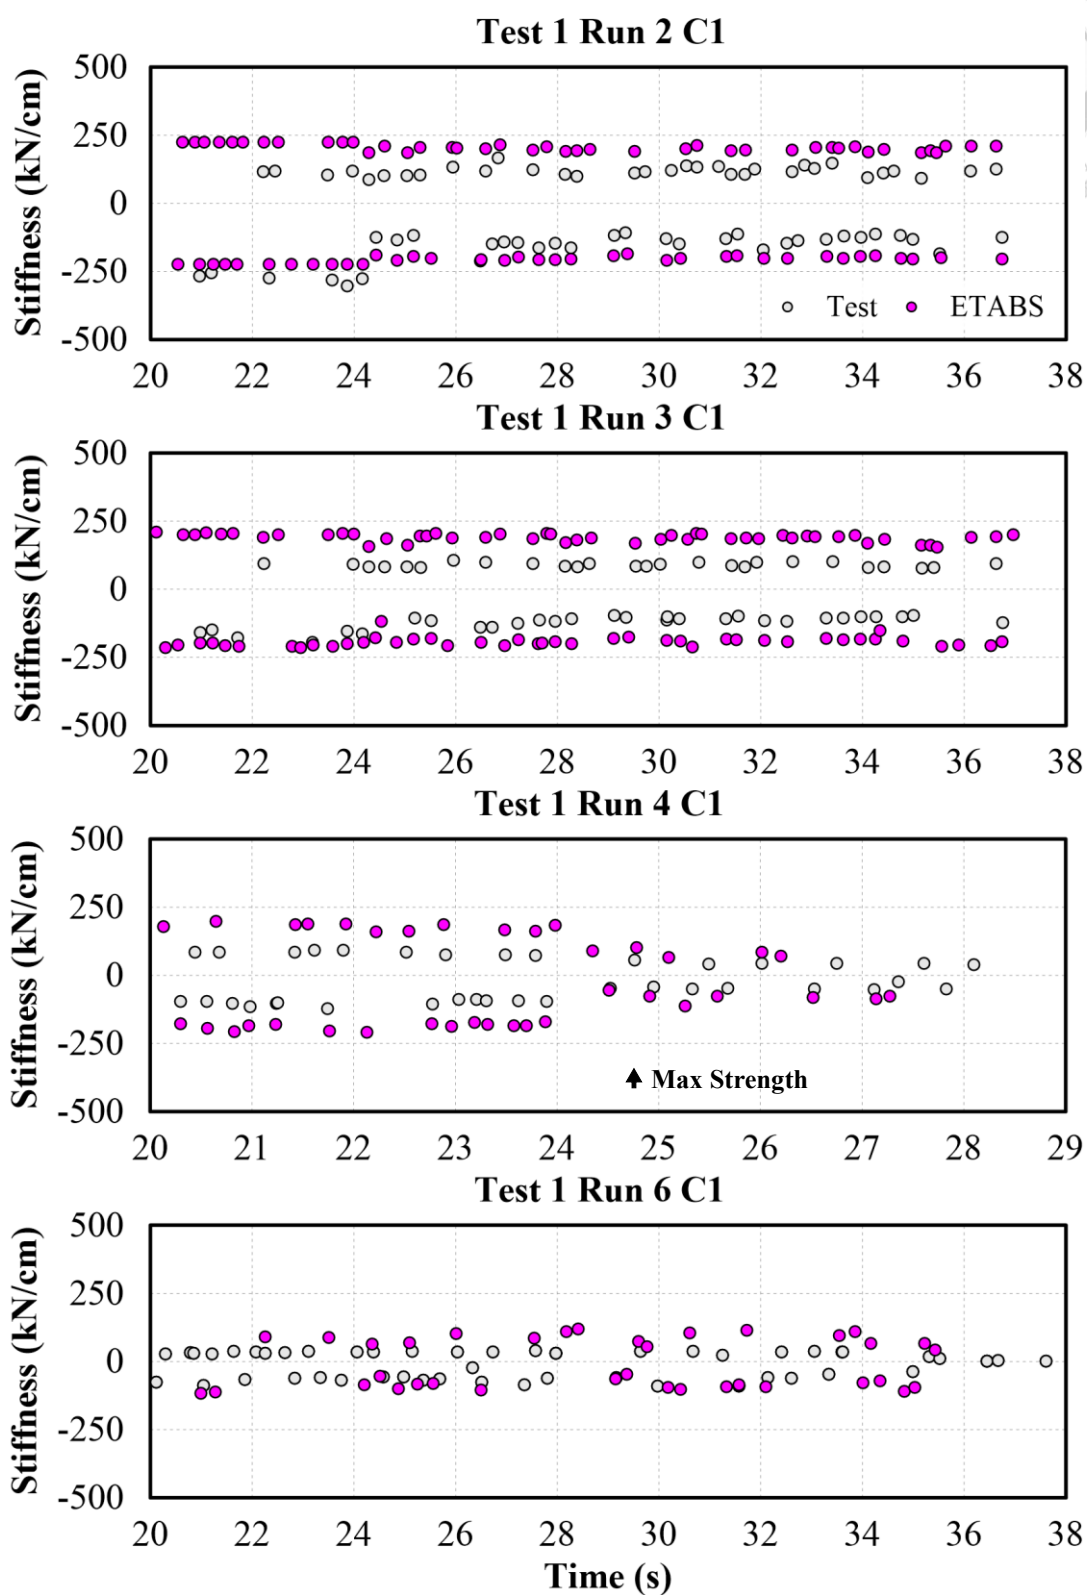 Test 1 Run 2 C1
Stiffness (kN/cm)
500
250
0
-250
-500
Test ETABS
20 22 24 26 28 30 32 34 36 38
Test 1 Run 3 C1
Stiffness (kN/cm)
500
250
0
-250
-500
20 22 24 26 28 30 32 34 36 38
Test 1 Run 4 C1
Stiffness (kN/cm)
500
250
0
-250
-500
Max Strength
20 21 22 23 24 25 26 27 28 29
Test 1 Run 6 C1
Stiffness (kN/cm)
500
250
0
-250
-500
20 22 24 26 28 30 32 34 36 38
Time (s)